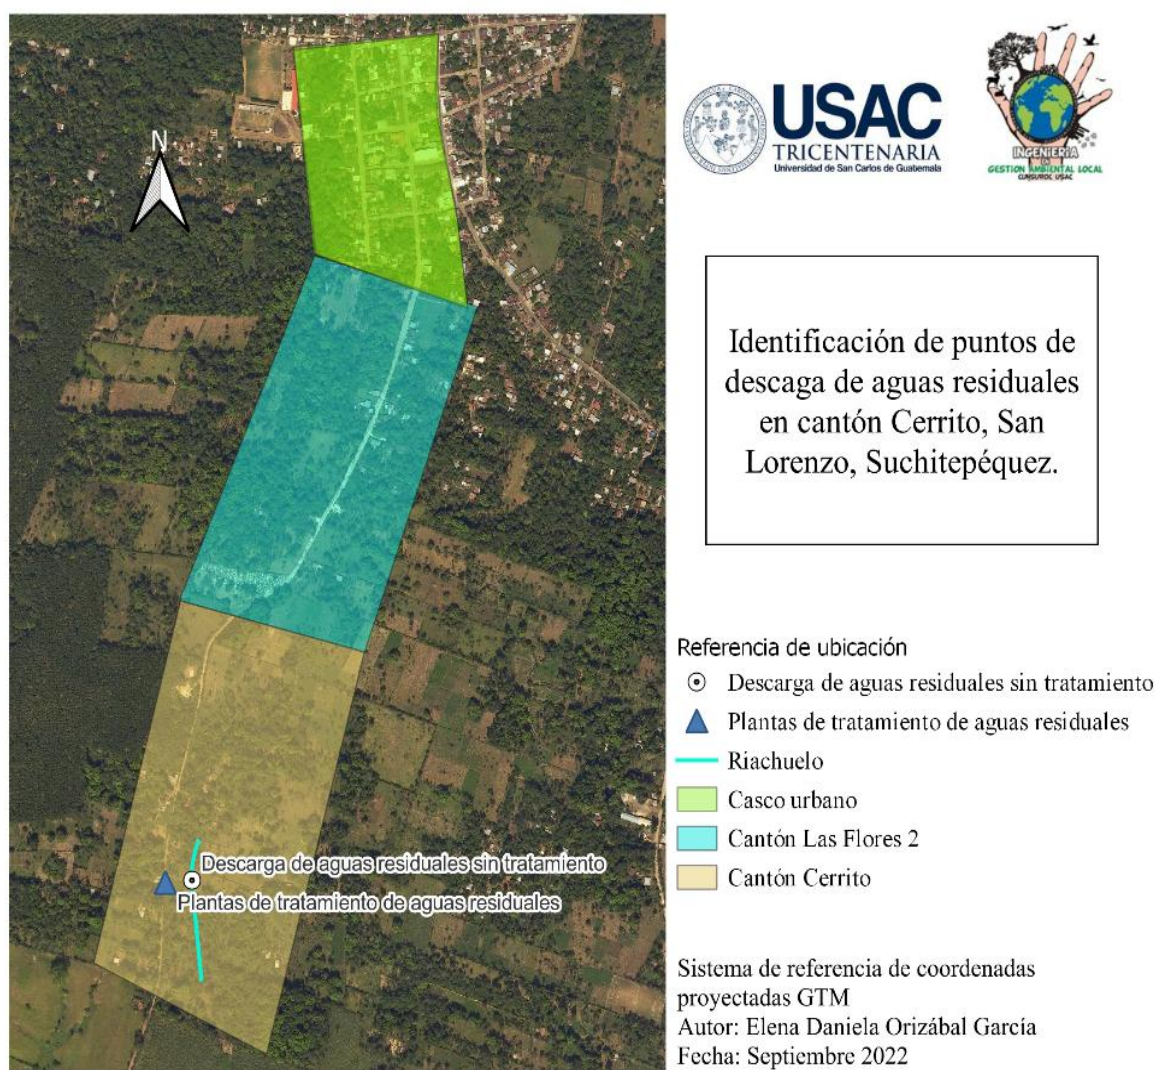 N
USAC
TRICENTENARIA
Universidad de San Carlos de Guatemala
INGENIERÍA
EN
GESTION AMBIENTAL LOCAL
CUNSUROC USAC
Identificación de puntos de
descaga de aguas residuales
en cantón Cerrito, San
Lorenzo, Suchitepéquez.
Referencia de ubicación
Descarga de aguas residuales sin tratamiento
Plantas de tratamiento de aguas residuales
Riachuelo
Casco urbano
Cantón Las Flores 2
Cantón Cerrito
Descarga de aguas residuales sin tratamiento
Plantas de tratamiento de aguas residuales
Sistema de referencia de coordenadas
proyectadas GTM
Autor: Elena Daniela Orizábal García
Fecha: Septiembre 2022